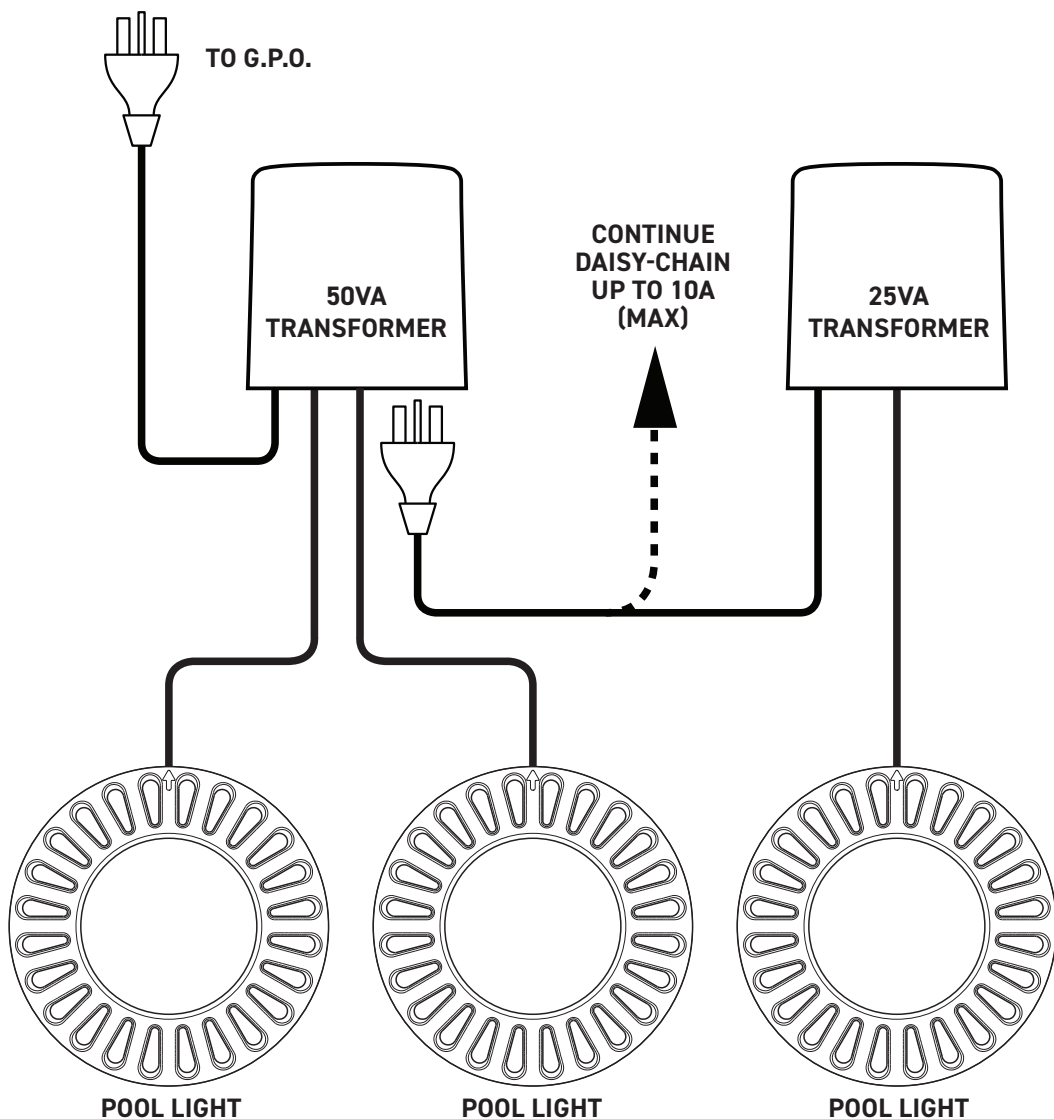 TO G.P.O.
50VA
TRANSFORMER
CONTINUE
DAISY-CHAIN
UP TO 10A
(MAX)
25VA
TRANSFORMER
POOL LIGHT
POOL LIGHT
POOL LIGHT